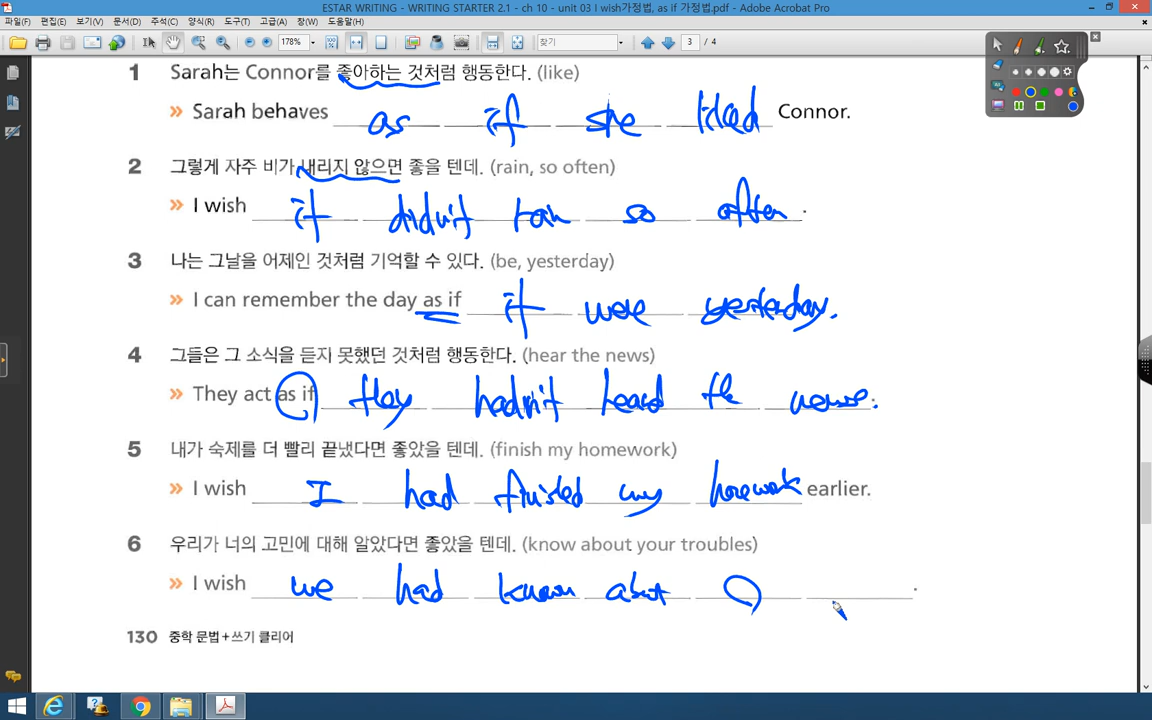 ESTAR WRITING - WRITING STARTER 2.1 - ch 10 - unit 03 I wish가정법, as if 가정법.pdf - Adobe Acrobat Pro
파일(F) 편집(E) 보기(V) 문서(D) 주석(C) 양식(R) 도구(T) 고급(A) 창(W) 도움말(H)
178% 찾기 3 / 4
1 Sarah는 Connor를 좋아하는 것처럼 행동한다. (like)
» Sarah behaves as if she liked Connor.
2 그렇게 자주 비가 내리지 않으면 좋을 텐데. (rain, so often)
» I wish it didn't rain so often.
3 나는 그날을 어제인 것처럼 기억할 수 있다. (be, yesterday)
» I can remember the day as if it were yesterday.
4 그들은 그 소식을 듣지 못했던 것처럼 행동한다. (hear the news)
» They act as if they hadn't heard the news.
5 내가 숙제를 더 빨리 끝냈다면 좋았을 텐데. (finish my homework)
» I wish I had finished my homework earlier.
6 우리가 너의 고민에 대해 알았다면 좋았을 텐데. (know about your troubles)
» I wish we had known about .
130 중학 문법+쓰기 클리어